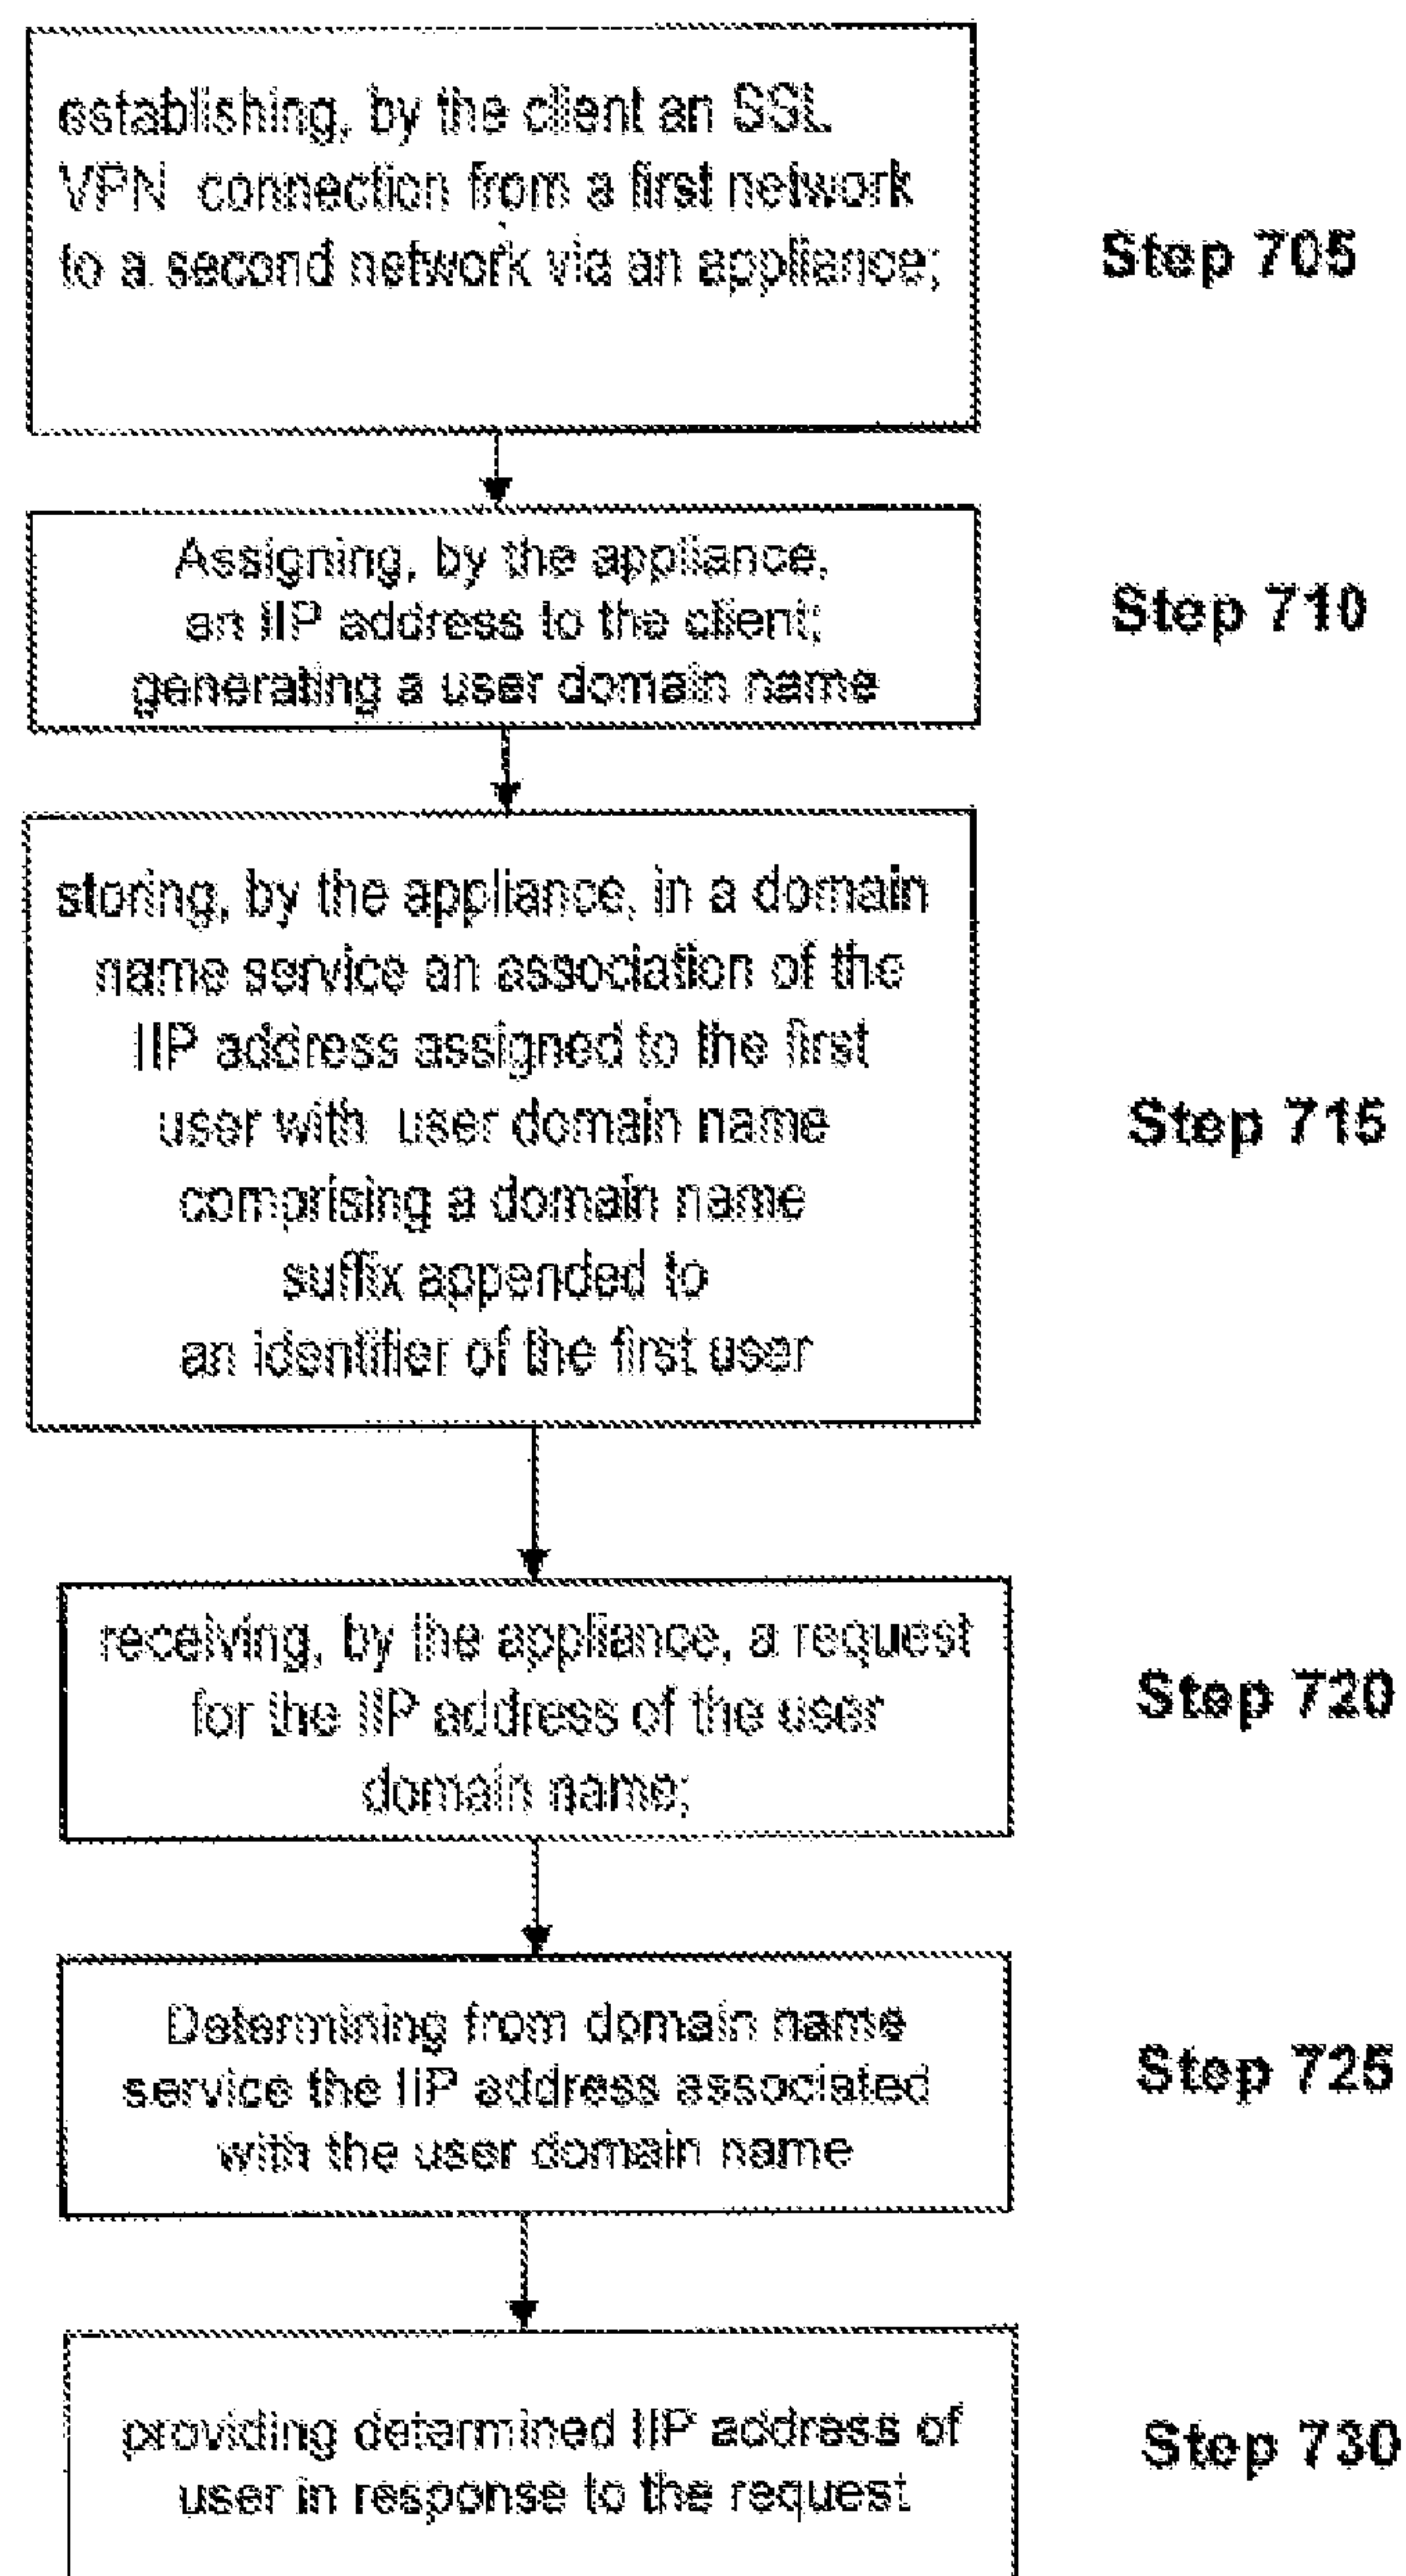 establishing, by the client an SSL
VPN connection from a first network
to a second network via an appliance;
Step 705
Assigning, by the appliance,
an IIP address to the client;
generating a user domain name
Step 710
storing, by the appliance, in a domain
name service an association of the
IIP address assigned to the first
user with user domain name
comprising a domain name
suffix appended to
an identifier of the first user
Step 715
receiving, by the appliance, a request
for the IIP address of the user
domain name;
Step 720
Determining from domain name
service the IIP address associated
with the user domain name
Step 725
providing determined IIP address of
user in response to the request
Step 730